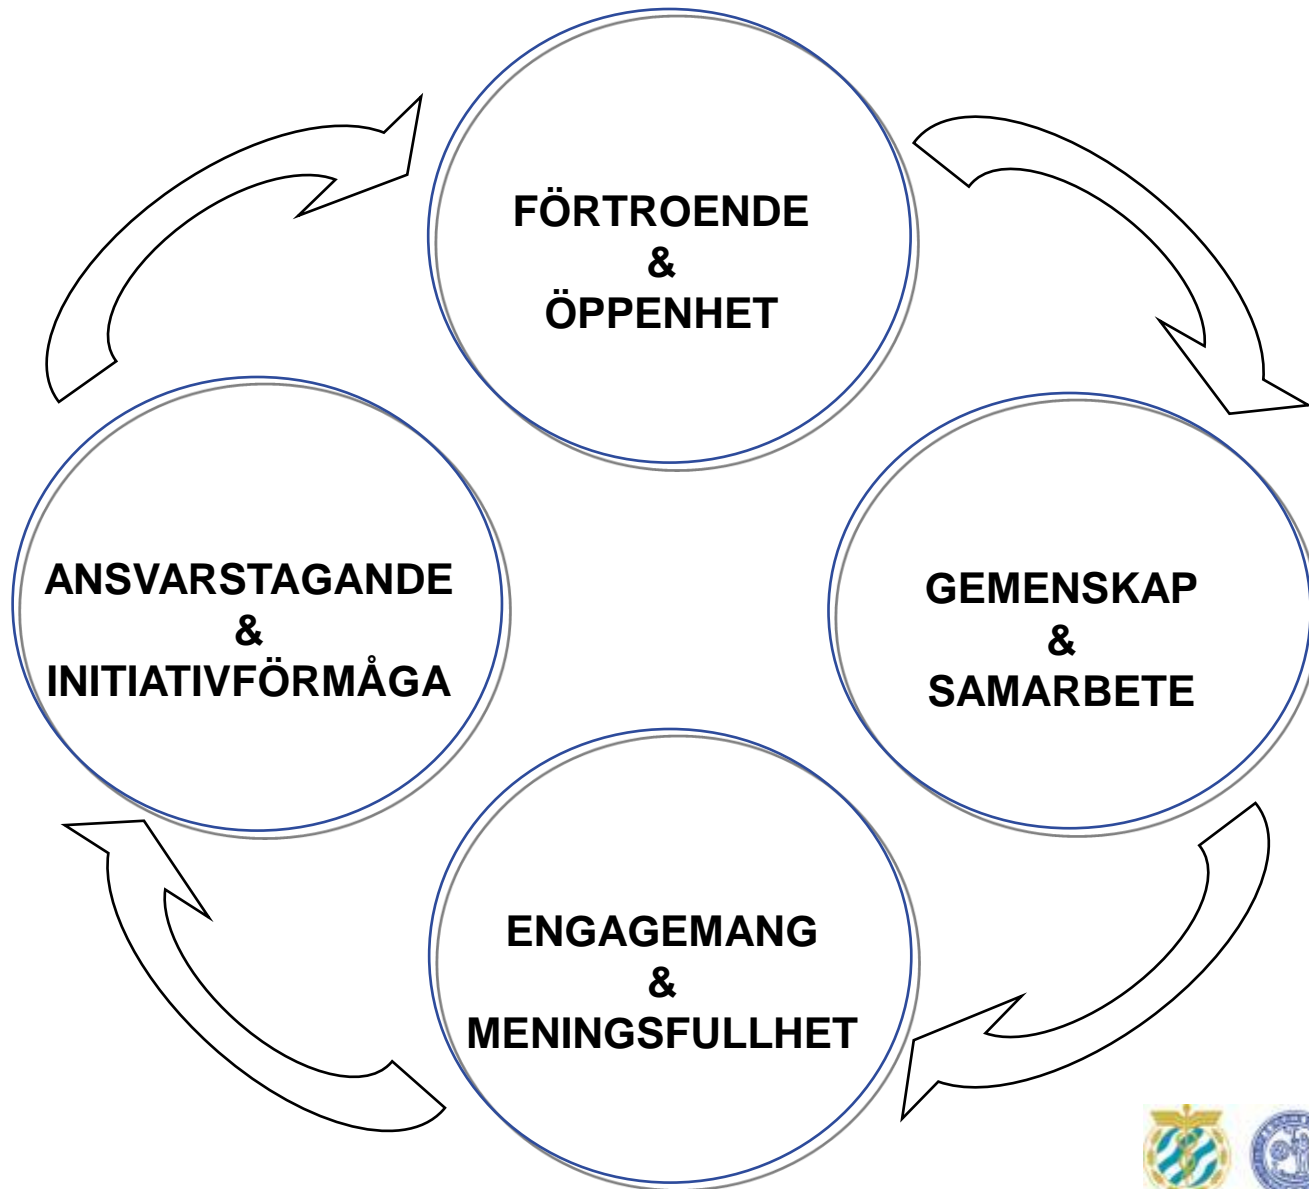 FÖRTROENDE
&
ÖPPENHET
ANSVARSTAGANDE
&
INITIATIVFÖRMÅGA
GEMENSKAP
&
SAMARBETE
ENGAGEMANG
&
MENINGSFULLHET